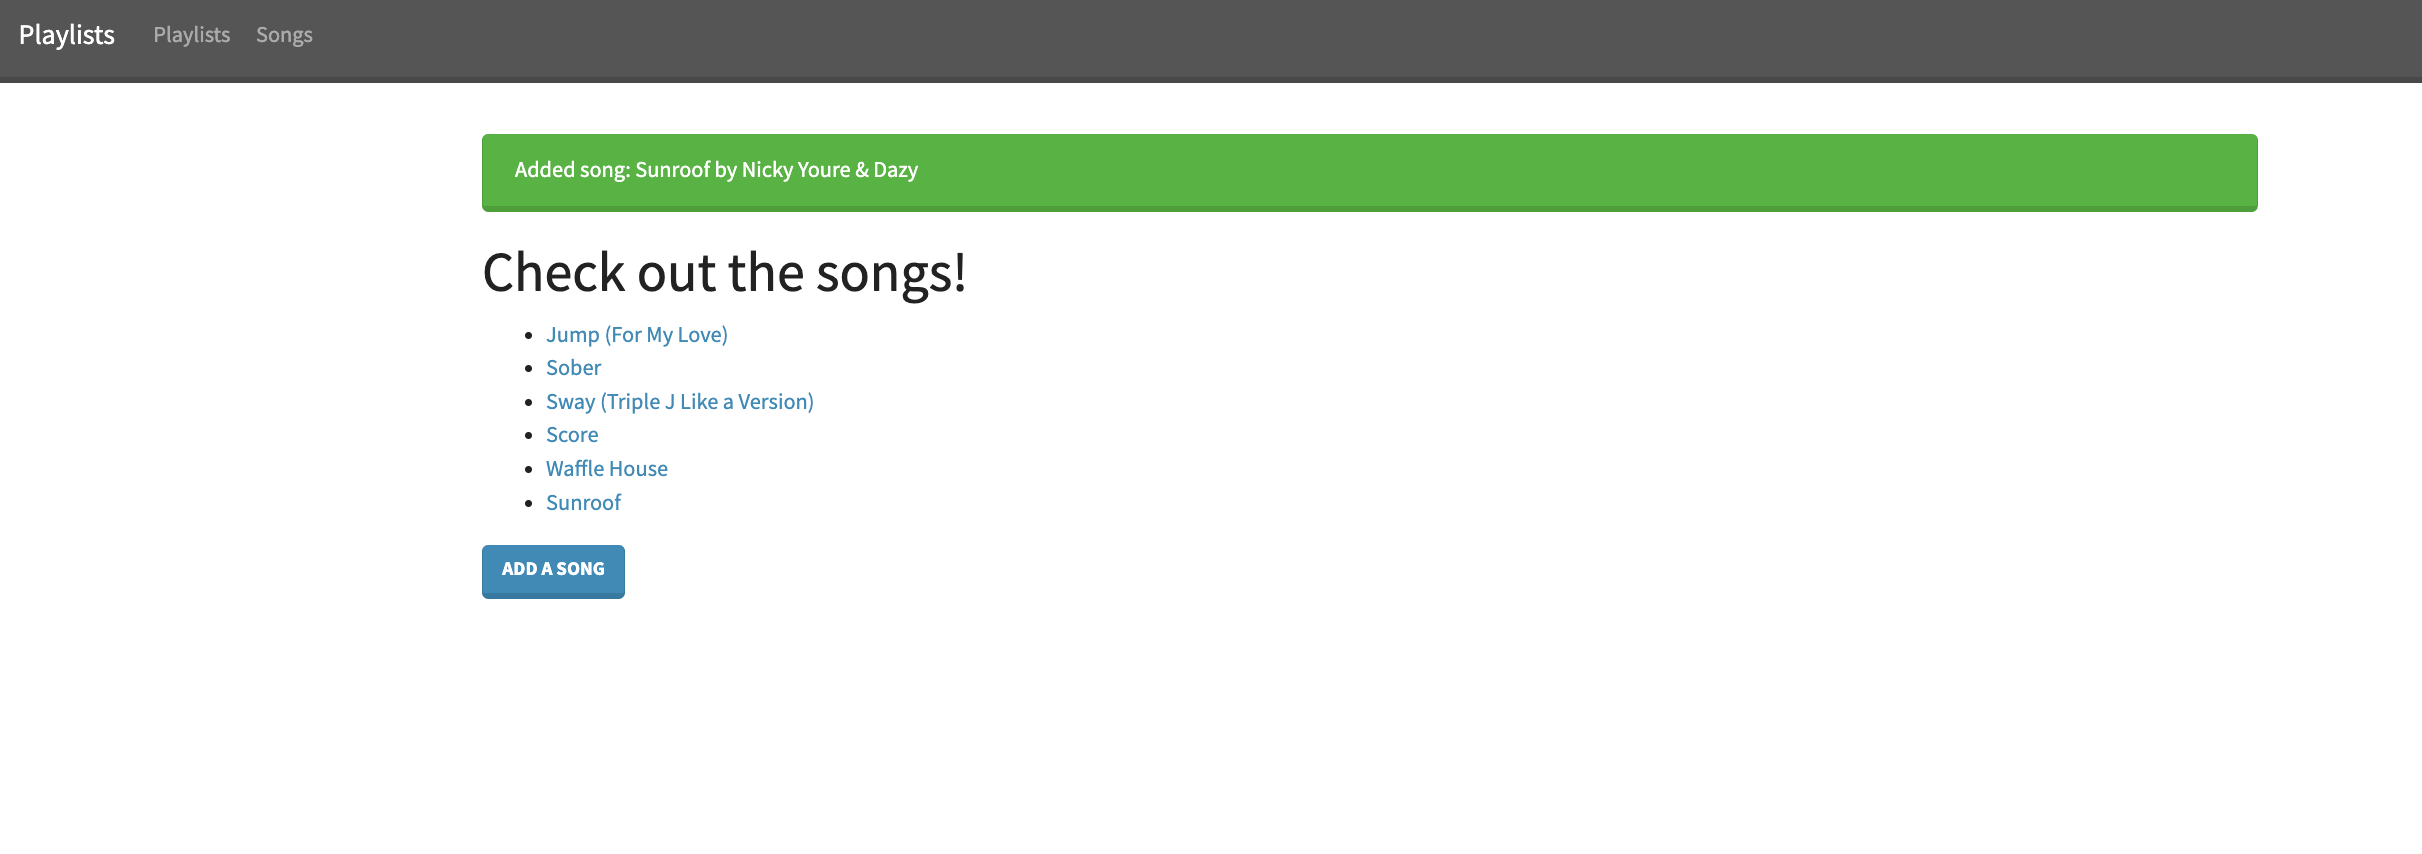 Playlists Playlists Songs
Added song: Sunroof by Nicky Youre & Dazy
Check out the songs!
Jump (For My Love)
Sober
Sway (Triple J Like a Version)
Score
Waffle House
Sunroof
ADD A SONG